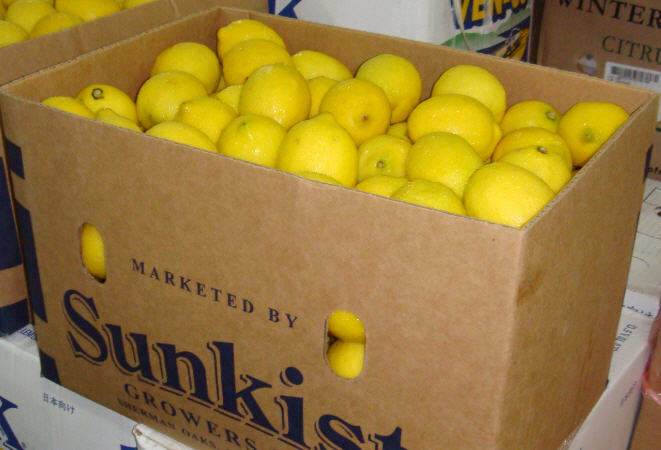 WINTER
CITRU
MARKETED BY
Sunkist
GROWERS
SHERMAN OAKS
日本向け